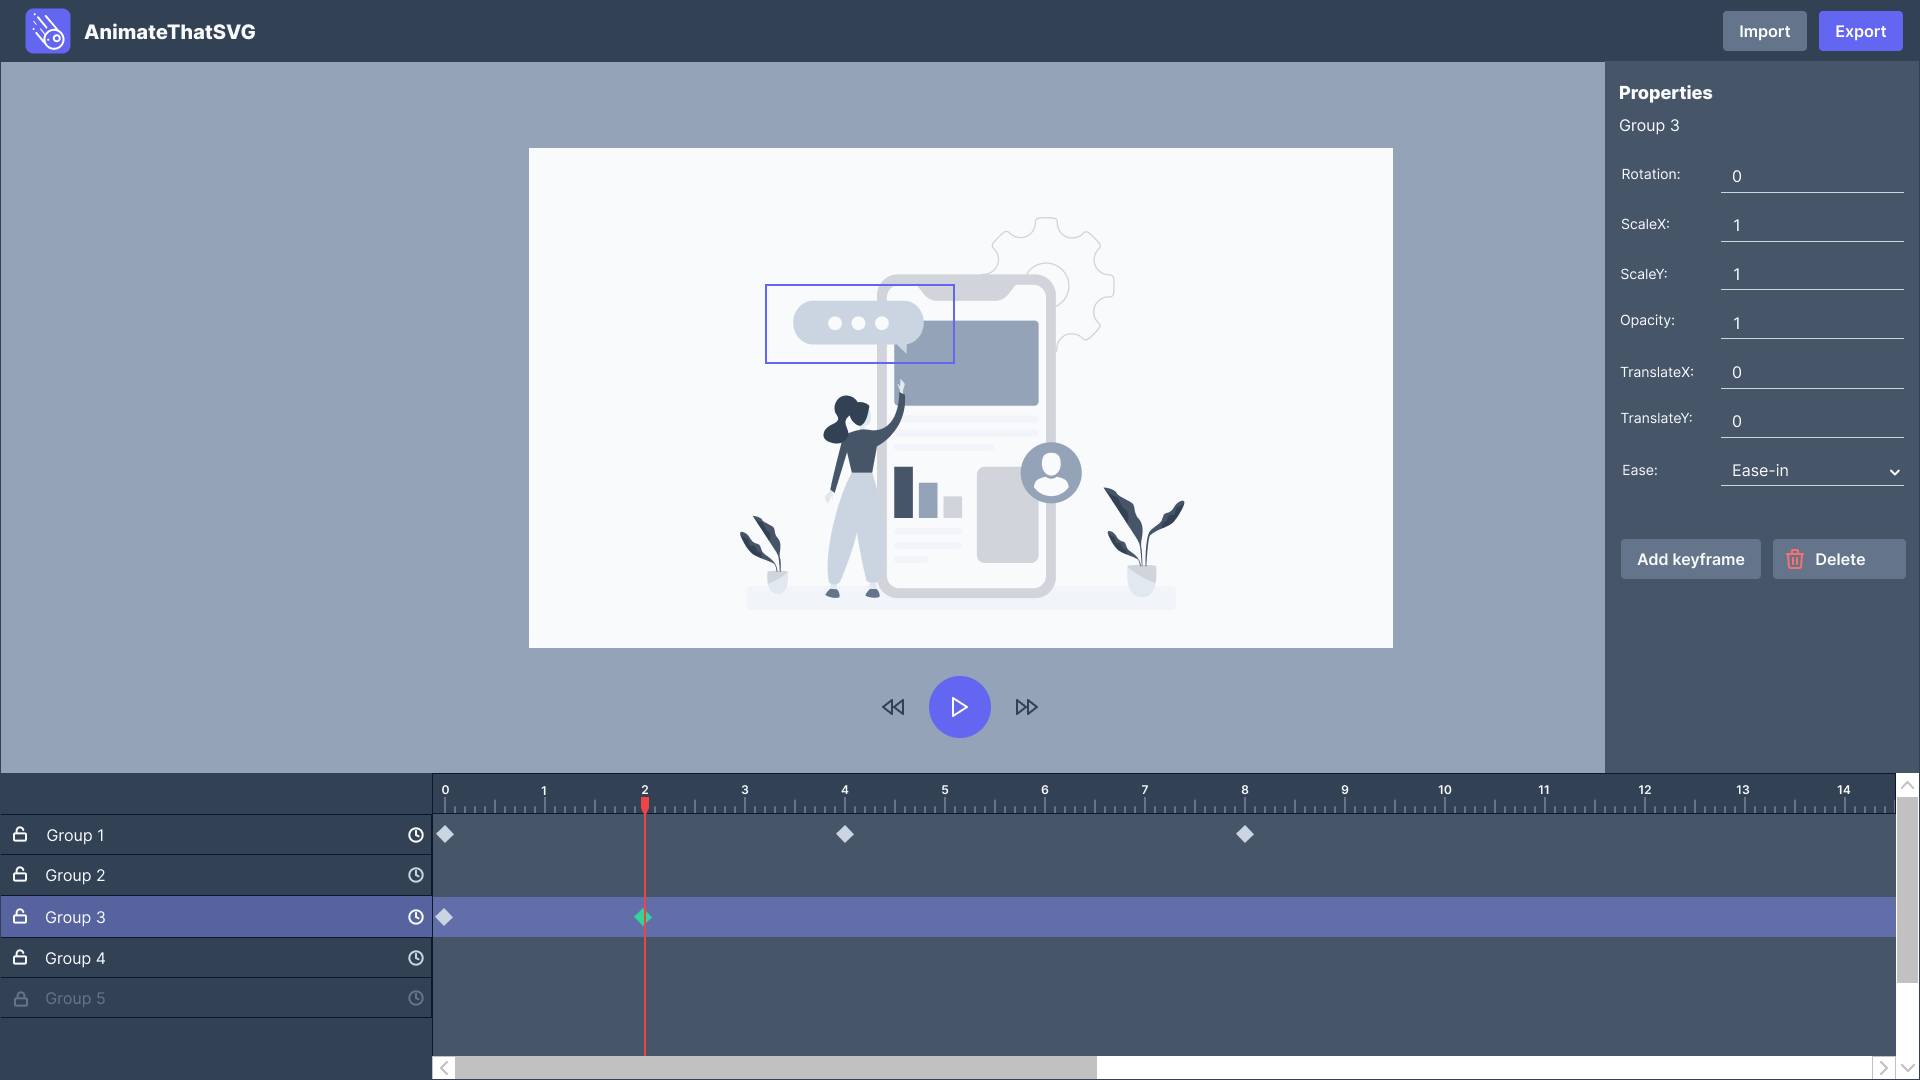 AnimateThatSVG
Import
Export
Properties
Group 3
Rotation: 0
ScaleX: 1
ScaleY: 1
Opacity: 1
TranslateX: 0
TranslateY: 0
Ease: Ease-in
Add keyframe
Delete
0 1 2 3 4 5 6 7 8 9 10 11 12 13 14
Group 1
Group 2
Group 3
Group 4
Group 5